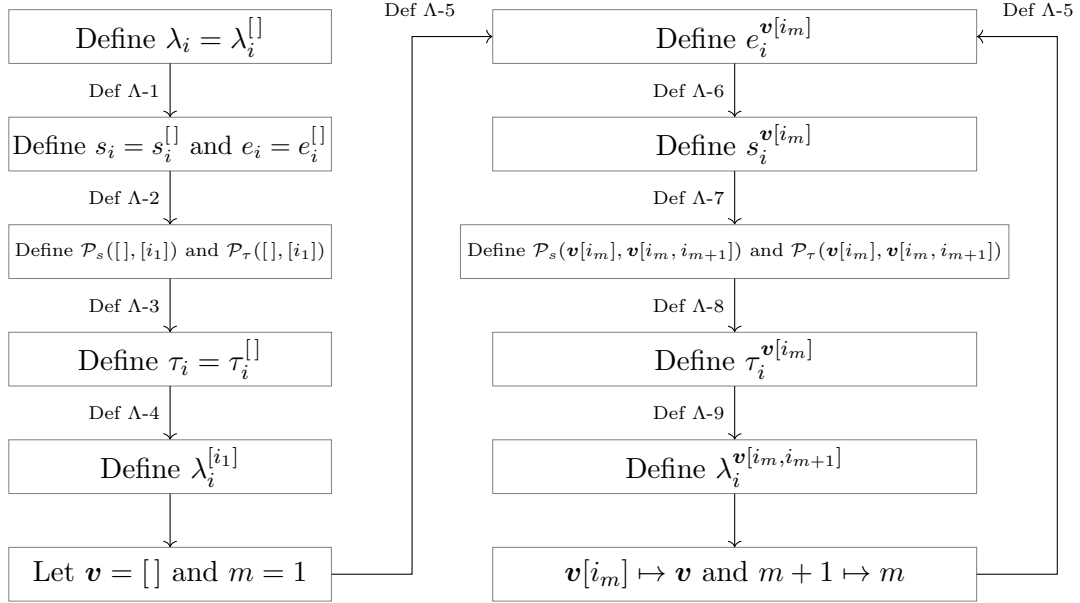 Define λ_i = λ_i^{[ ]}
Def Λ-1
Define s_i = s_i^{[ ]} and e_i = e_i^{[ ]}
Def Λ-2
Define 𝒫_s([ ], [i_1]) and 𝒫_τ([ ], [i_1])
Def Λ-3
Define τ_i = τ_i^{[ ]}
Def Λ-4
Define λ_i^{[i_1]}
Let 𝒗 = [ ] and m = 1
Def Λ-5
Define e_i^{𝒗[i_m]}
Def Λ-6
Define s_i^{𝒗[i_m]}
Def Λ-7
Define 𝒫_s(𝒗[i_m], 𝒗[i_m, i_{m+1}]) and 𝒫_τ(𝒗[i_m], 𝒗[i_m, i_{m+1}])
Def Λ-8
Define τ_i^{𝒗[i_m]}
Def Λ-9
Define λ_i^{𝒗[i_m, i_{m+1}]}
𝒗[i_m] ↦ 𝒗 and m + 1 ↦ m
Def Λ-5